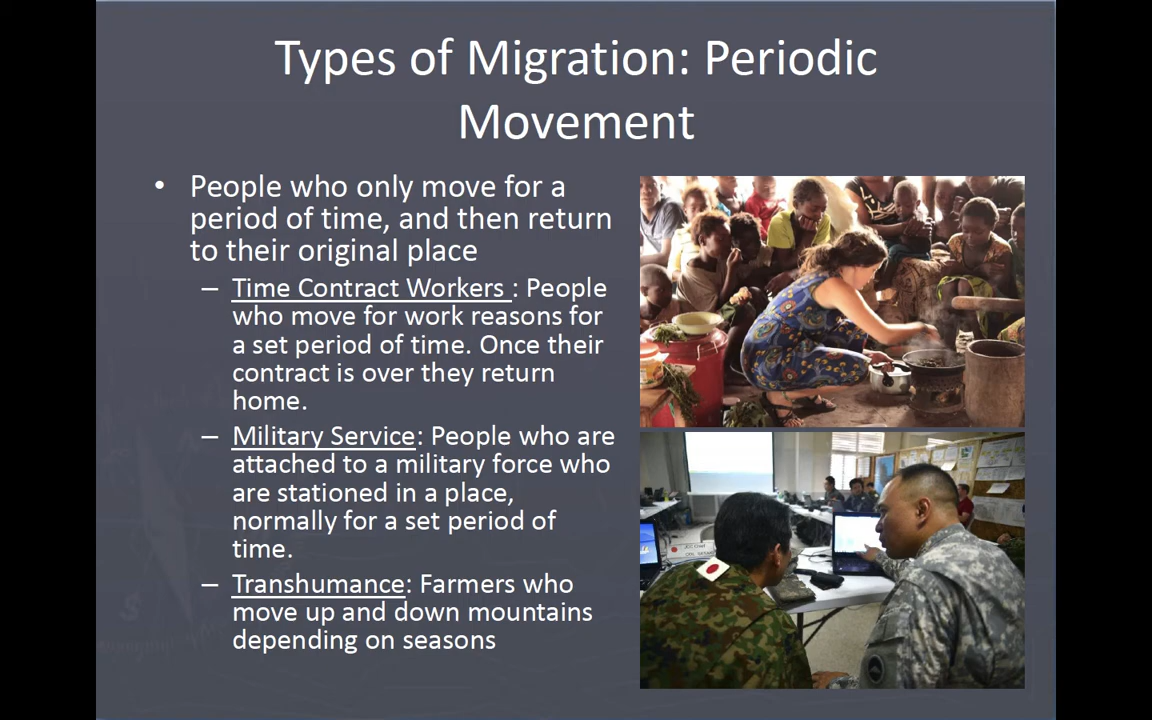 Types of Migration: Periodic
Movement
• People who only move for a
period of time, and then return
to their original place
– Time Contract Workers : People
who move for work reasons for
a set period of time. Once their
contract is over they return
home.
– Military Service: People who are
attached to a military force who
are stationed in a place,
normally for a set period of
time.
– Transhumance: Farmers who
move up and down mountains
depending on seasons